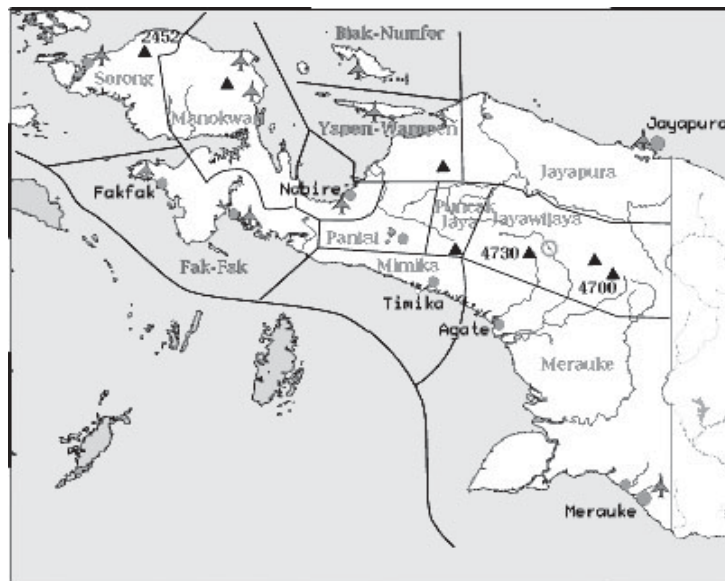 2452
Biak-Numfor
Sorong
Manokwari
Yapen-Waropen
Jayapura
Jayapura
Fakfak
Nabire
Puncak
Jaya
Jayawijaya
Paniai
4730
Fak-Fak
Mimika
4700
Timika
Agate
Merauke
Merauke